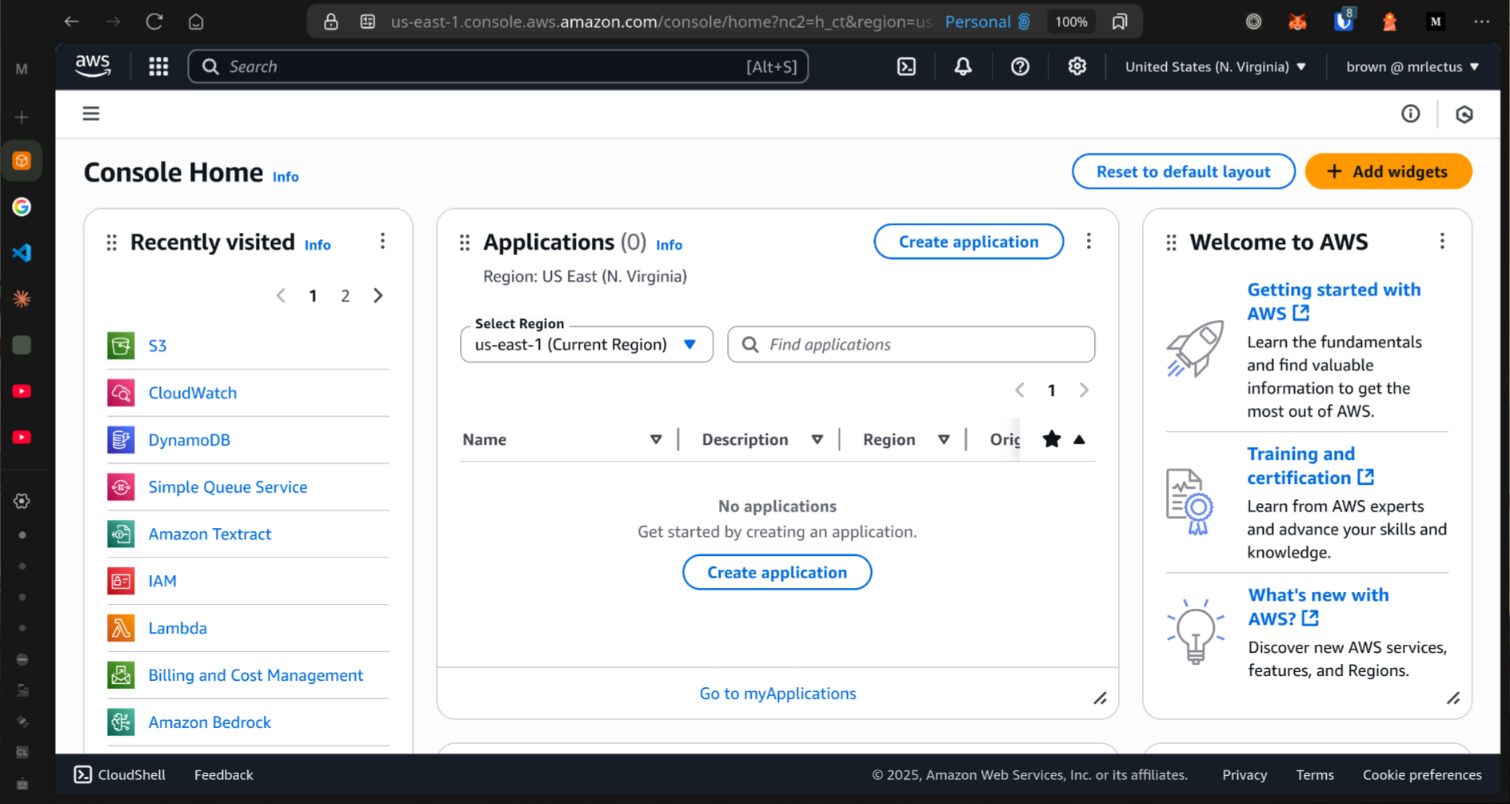 us-east-1.console.aws.amazon.com/console/home?nc2=h_ct&region=us- Personal 100% 8 M
M aws Search [Alt+S] United States (N. Virginia) brown @ mrlectus
Console Home Info Reset to default layout + Add widgets
Recently visited Info
1 2
S3
CloudWatch
DynamoDB
Simple Queue Service
Amazon Textract
IAM
Lambda
Billing and Cost Management
Amazon Bedrock
Applications (0) Info Create application
Region: US East (N. Virginia)
Select Region
us-east-1 (Current Region) Find applications
1
Name Description Region Orig
No applications
Get started by creating an application.
Create application
Go to myApplications
Welcome to AWS
Getting started with
AWS
Learn the fundamentals
and find valuable
information to get the
most out of AWS.
Training and
certification
Learn from AWS experts
and advance your skills and
knowledge.
What's new with
AWS?
Discover new AWS services,
features, and Regions.
CL
CloudShell Feedback © 2025, Amazon Web Services, Inc. or its affiliates. Privacy Terms Cookie preferences